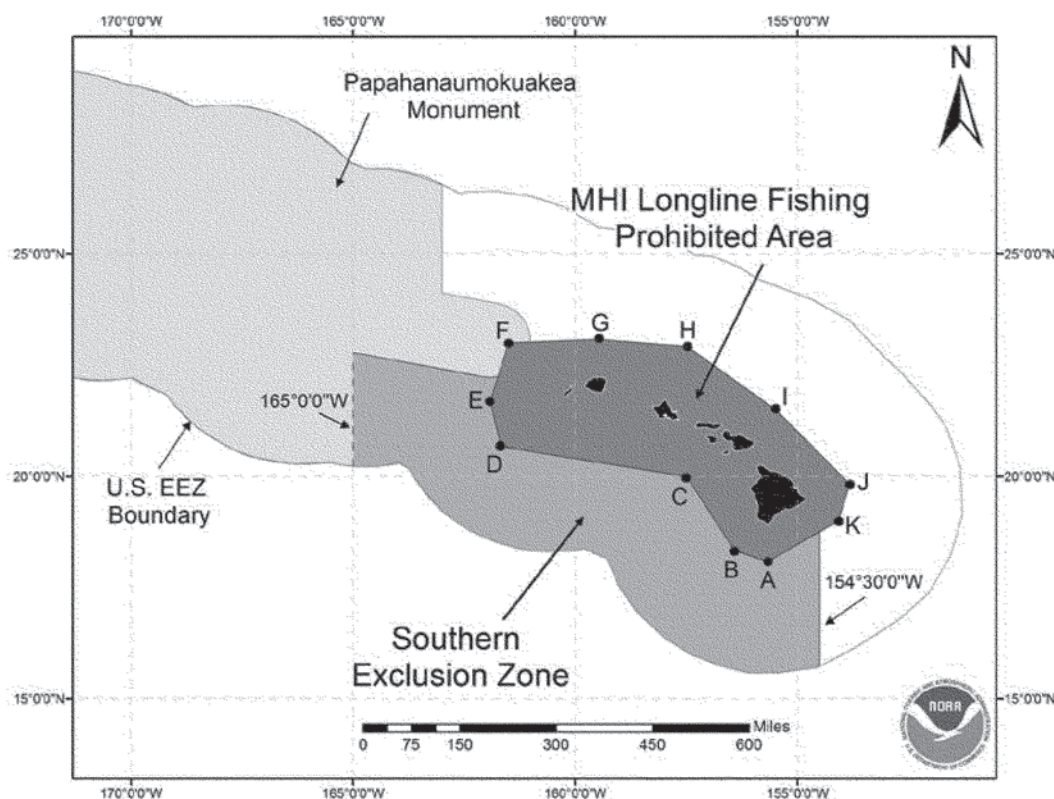 170°0'0"W 165°0'0"W 160°0'0"W 155°0'0"W
N
Papahanaumokuakea
Monument
MHI Longline Fishing
Prohibited Area
25°0'0"N 25°0'0"N
F G H
165°0'0"W E I
D
20°0'0"N 20°0'0"N
C J
U.S. EEZ
Boundary
K
B A
154°30'0"W
Southern
Exclusion Zone
15°0'0"N 15°0'0"N
NOAA
Miles
0 75 150 300 450 600
170°0'0"W 165°0'0"W 160°0'0"W 155°0'0"W